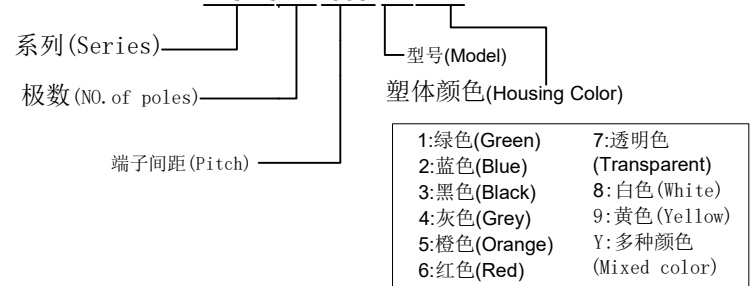 系列(Series)
型号(Model)
极数(NO.of poles)
塑体颜色(Housing Color)
端子间距(Pitch)
1:绿色(Green)
2:蓝色(Blue)
3:黑色(Black)
4:灰色(Grey)
5:橙色(Orange)
6:红色(Red)
7:透明色
(Transparent)
8:白色(White)
9:黄色(Yellow)
Y:多种颜色
(Mixed color)